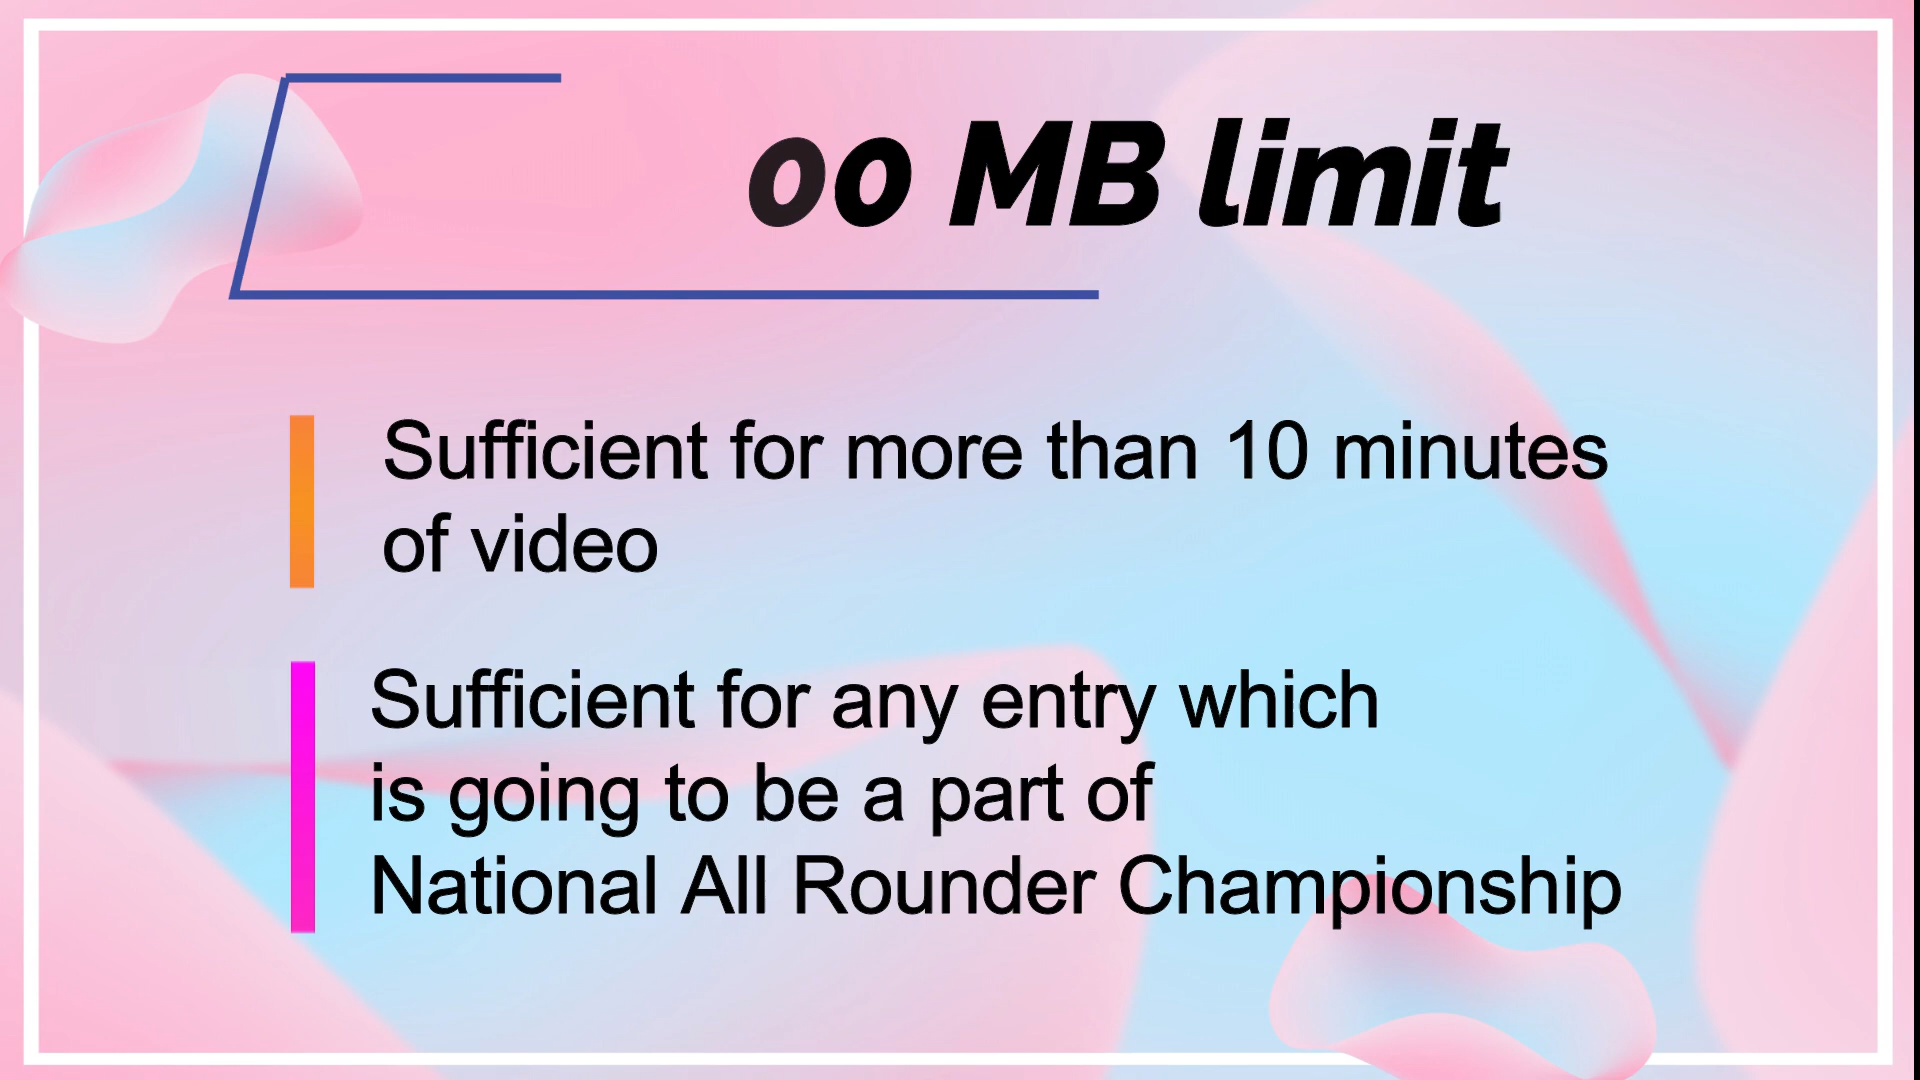 00 MB limit
Sufficient for more than 10 minutes
of video
Sufficient for any entry which
is going to be a part of
National All Rounder Championship